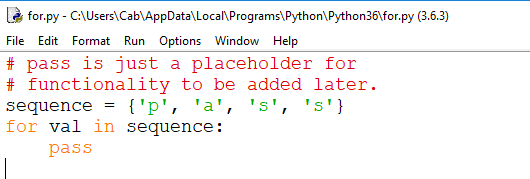 for.py - C:\Users\Cab\AppData\Local\Programs\Python\Python36\for.py (3.6.3)
File Edit Format Run Options Window Help
# pass is just a placeholder for
# functionality to be added later.
sequence = {'p', 'a', 's', 's'}
for val in sequence:
    pass